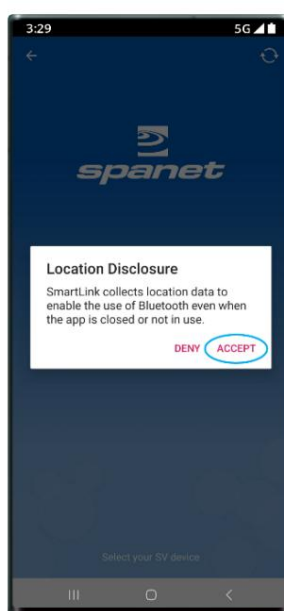 3:29 5G
spanet
Location Disclosure
SmartLink collects location data to
enable the use of Bluetooth even when
the app is closed or not in use.
DENY ACCEPT
Select your SV device